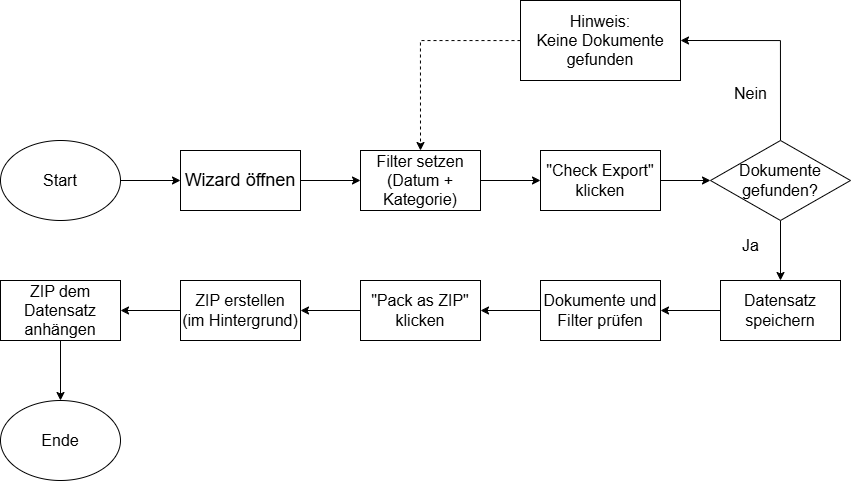 Hinweis:
Keine Dokumente
gefunden
Nein
Start
Wizard öffnen
Filter setzen
(Datum +
Kategorie)
"Check Export"
klicken
Dokumente
gefunden?
Ja
ZIP dem
Datensatz
anhängen
ZIP erstellen
(im Hintergrund)
"Pack as ZIP"
klicken
Dokumente und
Filter prüfen
Datensatz
speichern
Ende